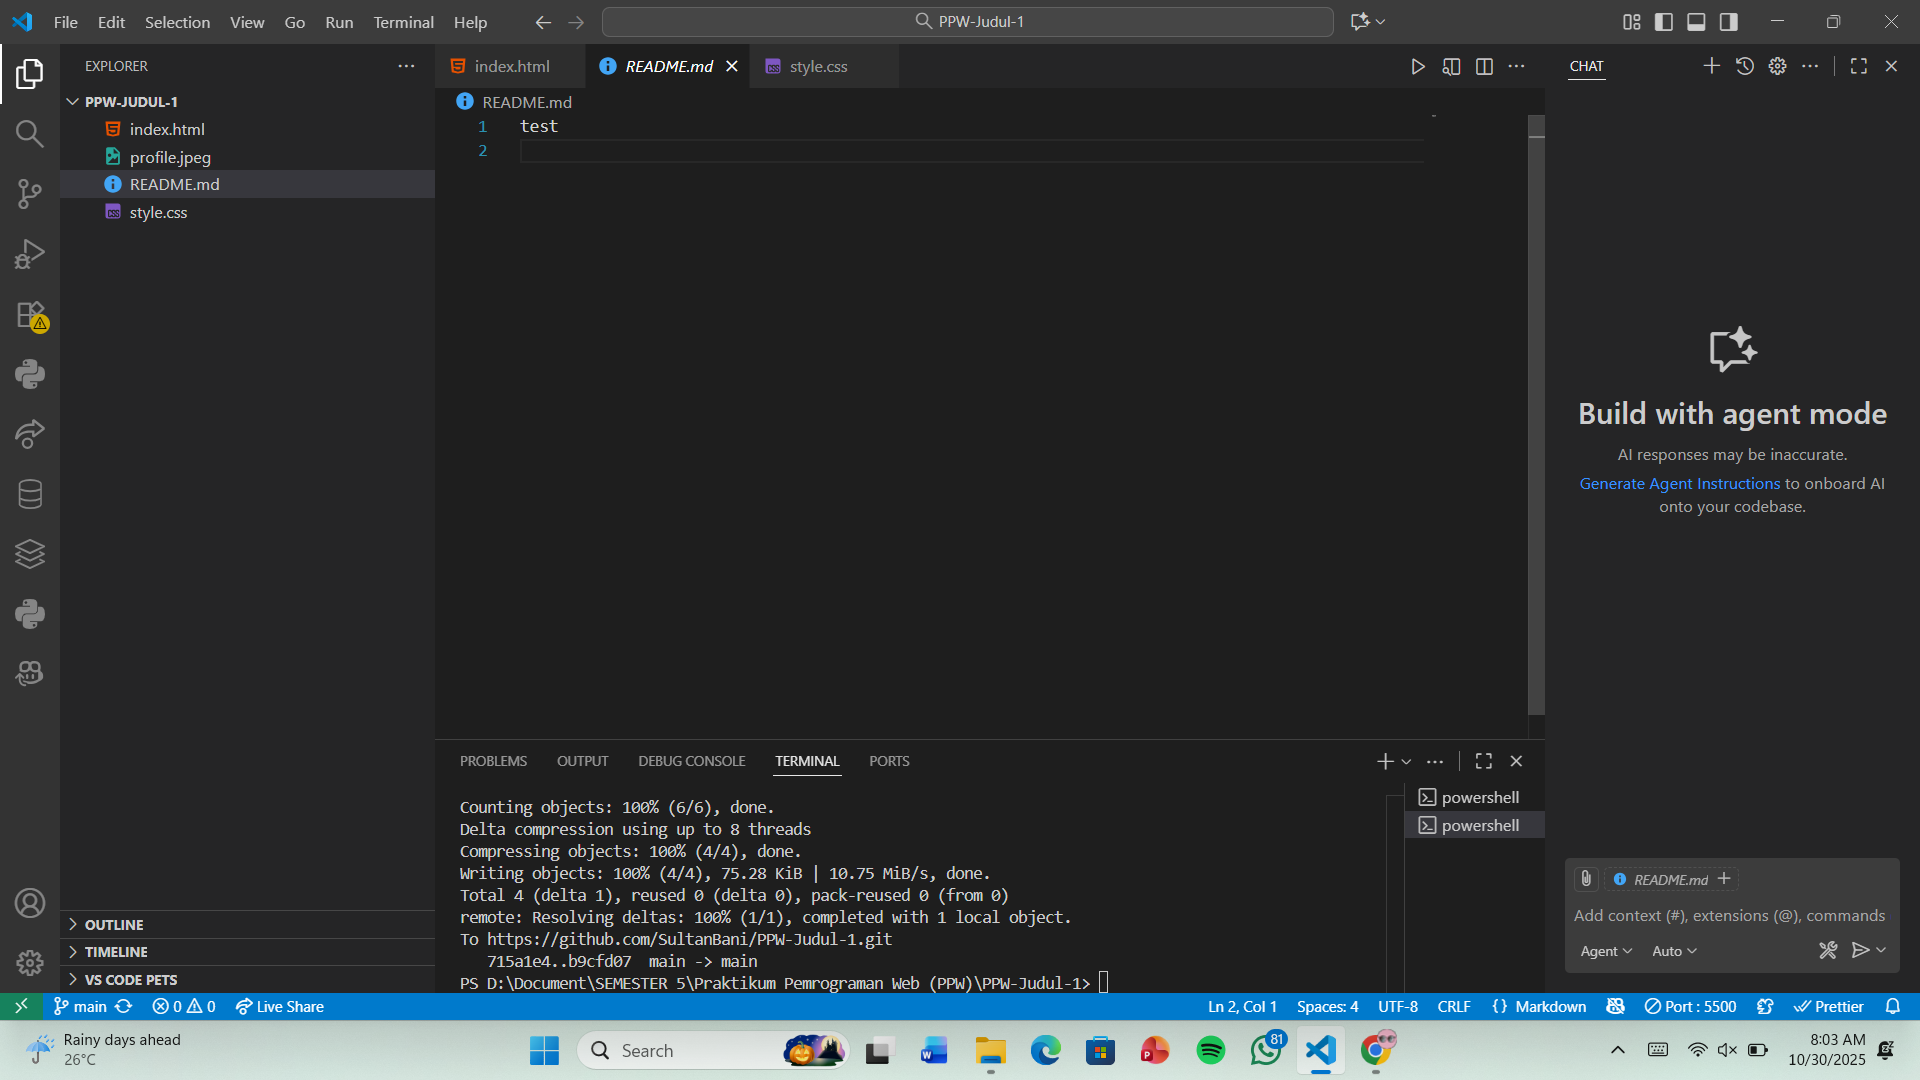 File Edit Selection View Go Run Terminal Help
PPW-Judul-1
EXPLORER
PPW-JUDUL-1
index.html
profile.jpeg
README.md
style.css
OUTLINE
TIMELINE
VS CODE PETS
index.html README.md style.css
README.md
1 test
2
PROBLEMS OUTPUT DEBUG CONSOLE TERMINAL PORTS
Counting objects: 100% (6/6), done.
Delta compression using up to 8 threads
Compressing objects: 100% (4/4), done.
Writing objects: 100% (4/4), 75.28 KiB | 10.75 MiB/s, done.
Total 4 (delta 1), reused 0 (delta 0), pack-reused 0 (from 0)
remote: Resolving deltas: 100% (1/1), completed with 1 local object.
To https://github.com/SultanBani/PPW-Judul-1.git
715a1e4..b9cfd07 main -> main
PS D:\Document\SEMESTER 5\Praktikum Pemrograman Web (PPW)\PPW-Judul-1>
powershell
powershell
CHAT
Build with agent mode
AI responses may be inaccurate.
Generate Agent Instructions to onboard AI
onto your codebase.
README.md
Add context (#), extensions (@), commands
Agent Auto
main 0 0 Live Share
Ln 2, Col 1 Spaces: 4 UTF-8 CRLF {} Markdown Port : 5500 Prettier
Rainy days ahead
26°C
Search
81
8:03 AM
10/30/2025